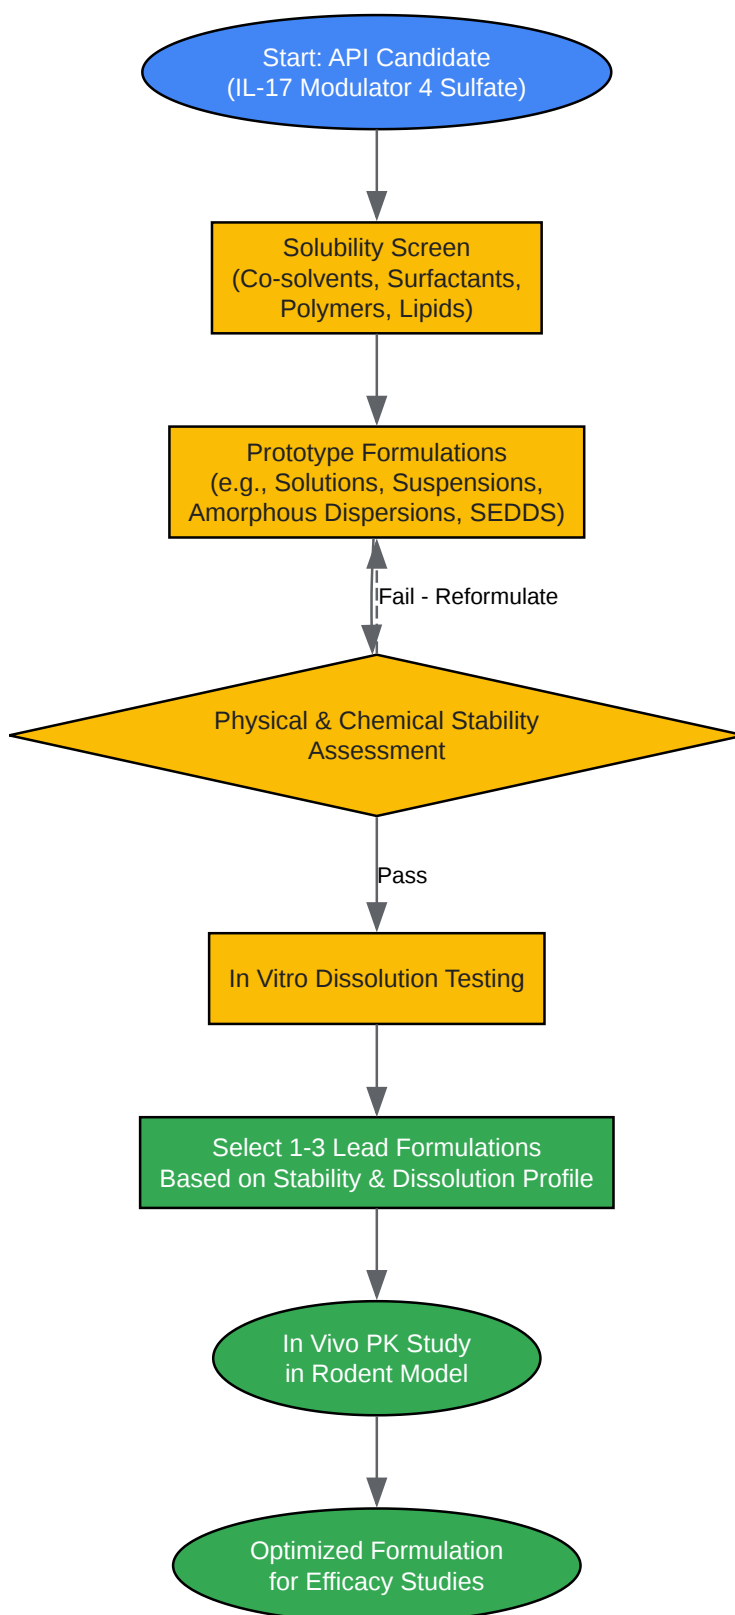 Start: API Candidate
(IL-17 Modulator 4 Sulfate)
Solubility Screen
(Co-solvents, Surfactants,
Polymers, Lipids)
Prototype Formulations
(e.g., Solutions, Suspensions,
Amorphous Dispersions, SEDDS)
Fail - Reformulate
Physical & Chemical Stability
Assessment
Pass
In Vitro Dissolution Testing
Select 1-3 Lead Formulations
Based on Stability & Dissolution Profile
In Vivo PK Study
in Rodent Model
Optimized Formulation
for Efficacy Studies